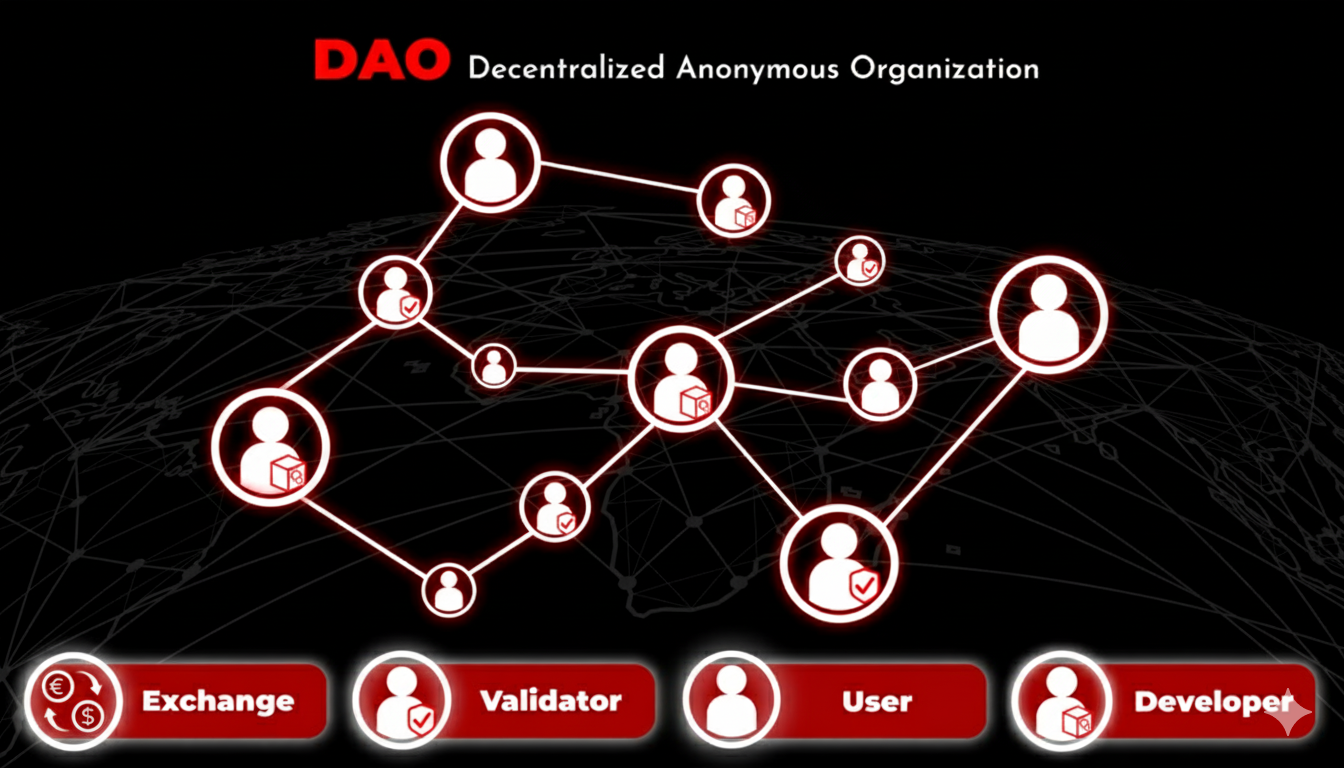 DAO Decentralized Anonymous Organization
Exchange
Validator
User
Developer